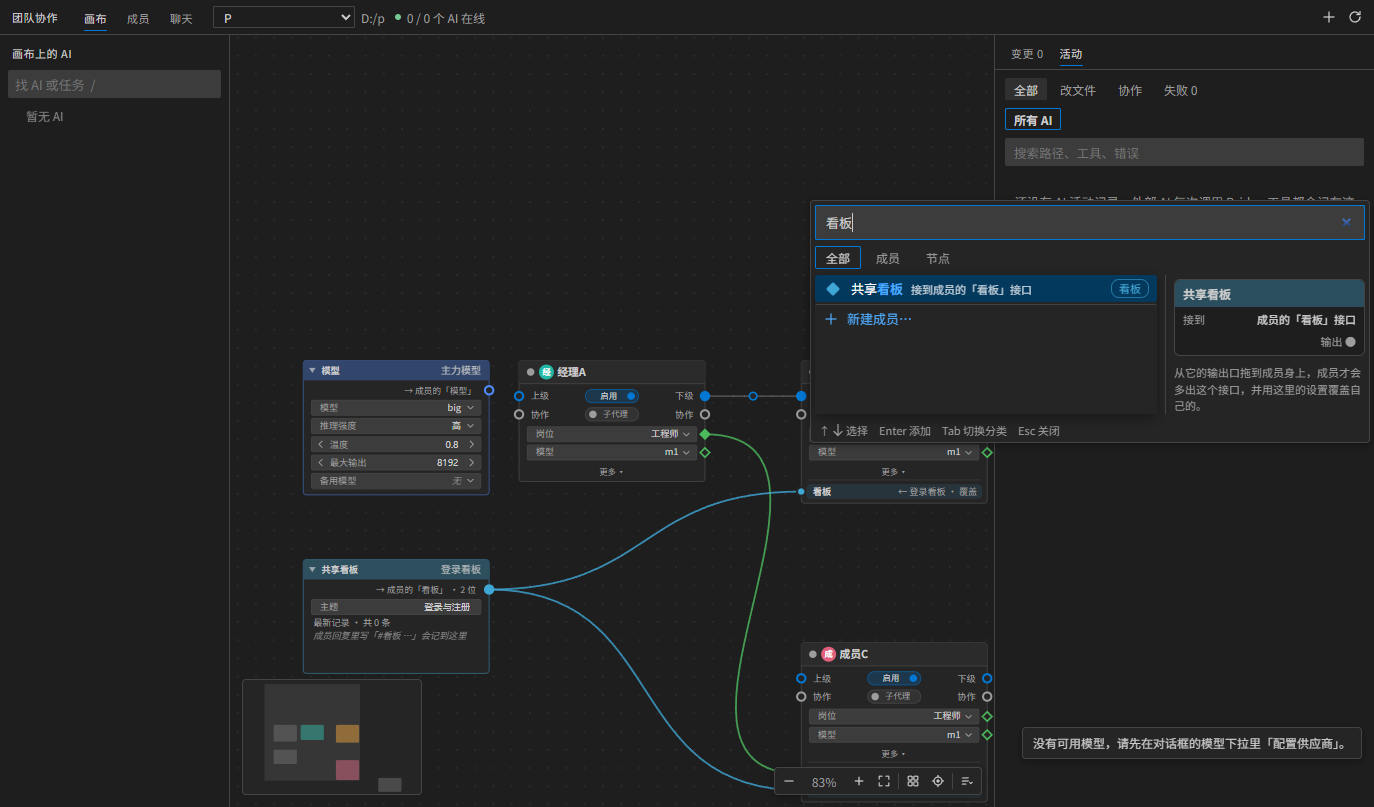 团队协作 画布 成员 聊天 P D:/p 0 / 0 个 AI 在线
画布上的 AI
找 AI 或任务 /
暂无 AI
变更 0 活动
全部 改文件 协作 失败 0
所有 AI
搜索路径、工具、错误
看板
全部 成员 节点
共享看板 接到成员的「看板」接口 看板
+ 新建成员…
↑ ↓ 选择 Enter 添加 Tab 切换分类 Esc 关闭
共享看板
接到 成员的「看板」接口
输出
从它的输出口拖到成员身上，成员才会
多出这个接口，并用这里的设置覆盖自
己的。
模型 主力模型
→ 成员的「模型」
模型 big
推理强度 高
温度 0.8
最大输出 8192
备用模型 无
经 经理A
上级 启用 下级
协作 子代理 协作
岗位 工程师
模型 m1
更多
模型 m1
更多
看板 ← 登录看板 · 覆盖
共享看板 登录看板
→ 成员的「看板」 · 2 位
主题 登录与注册
最新记录 · 共 0 条
成员回复里写「#看板 …」会记到这里
成 成员C
上级 启用 下级
协作 子代理 协作
岗位 工程师
模型 m1
更多
83%
没有可用模型，请先在对话框的模型下拉里「配置供应商」。